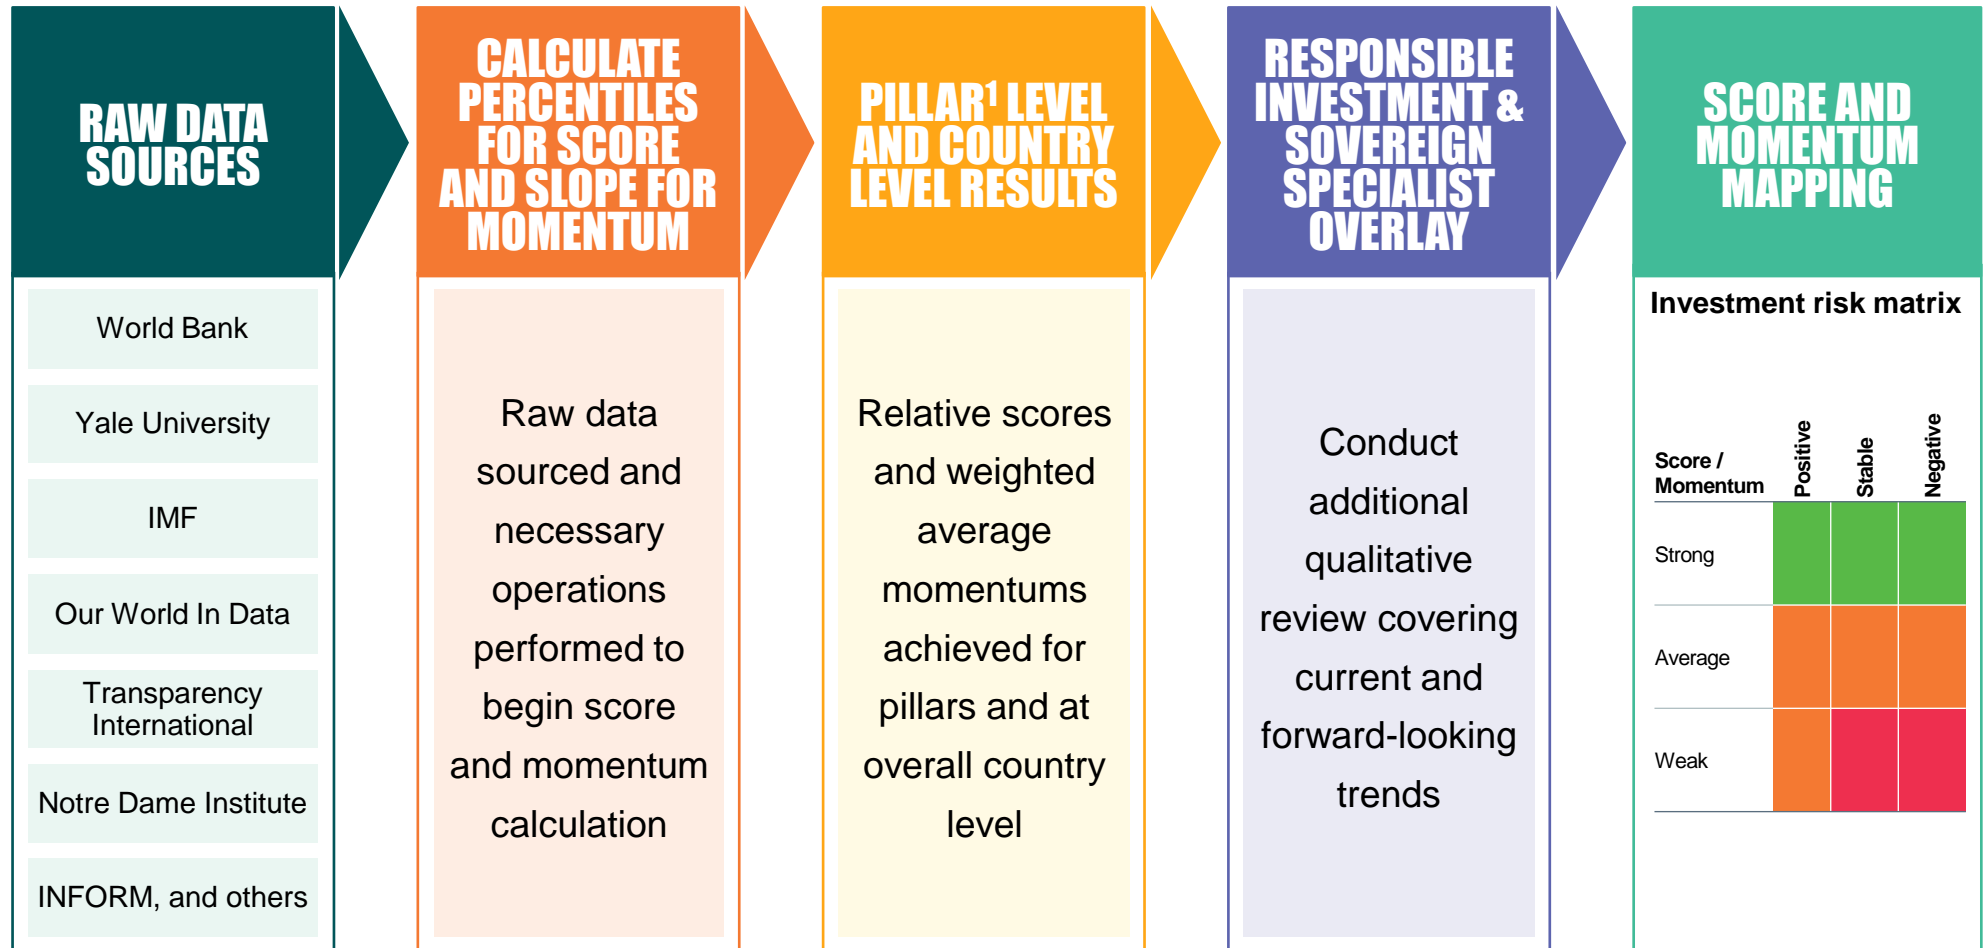 RAW DATA
SOURCES
World Bank
Yale University
IMF
Our World In Data
Transparency
International
Notre Dame Institute
INFORM, and others
CALCULATE
PERCENTILES
FOR SCORE
AND SLOPE FOR
MOMENTUM
Raw data
sourced and
necessary
operations
performed to
begin score
and momentum
calculation
PILLAR¹ LEVEL
AND COUNTRY
LEVEL RESULTS
Relative scores
and weighted
average
momentums
achieved for
pillars and at
overall country
level
RESPONSIBLE
INVESTMENT &
SOVEREIGN
SPECIALIST
OVERLAY
Conduct
additional
qualitative
review covering
current and
forward-looking
trends
SCORE AND
MOMENTUM
MAPPING
Investment risk matrix
Score /
Momentum
Positive
Stable
Negative
Strong
Average
Weak